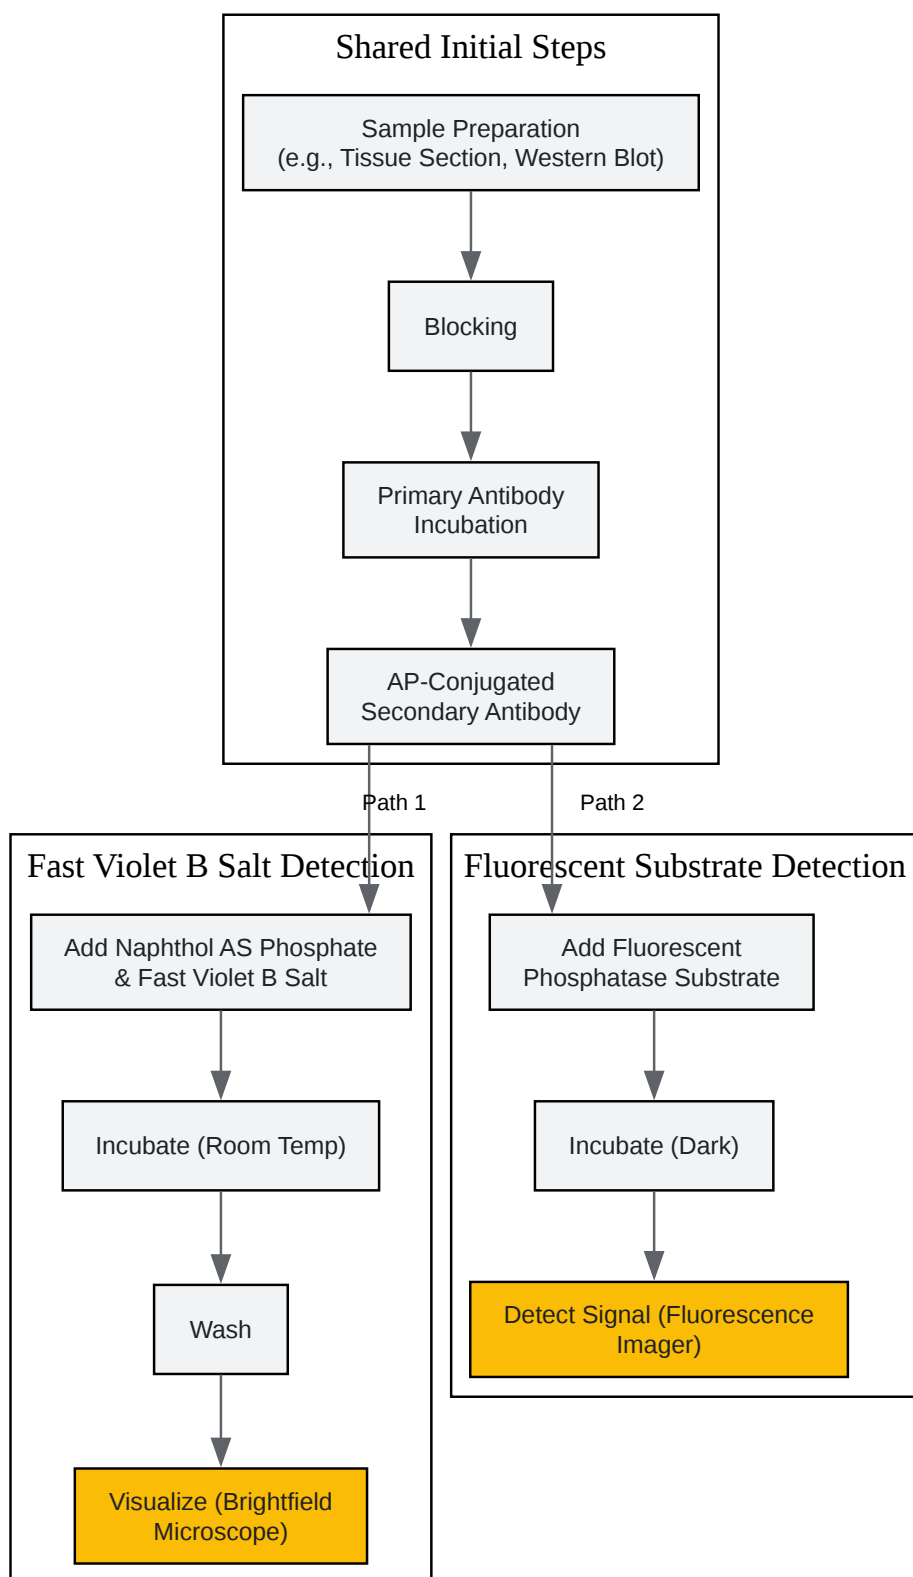 Shared Initial Steps
Sample Preparation
(e.g., Tissue Section, Western Blot)
Blocking
Primary Antibody
Incubation
AP-Conjugated
Secondary Antibody
Path 1
Path 2
Fast Violet B Salt Detection
Add Naphthol AS Phosphate
& Fast Violet B Salt
Incubate (Room Temp)
Wash
Visualize (Brightfield
Microscope)
Fluorescent Substrate Detection
Add Fluorescent
Phosphatase Substrate
Incubate (Dark)
Detect Signal (Fluorescence
Imager)